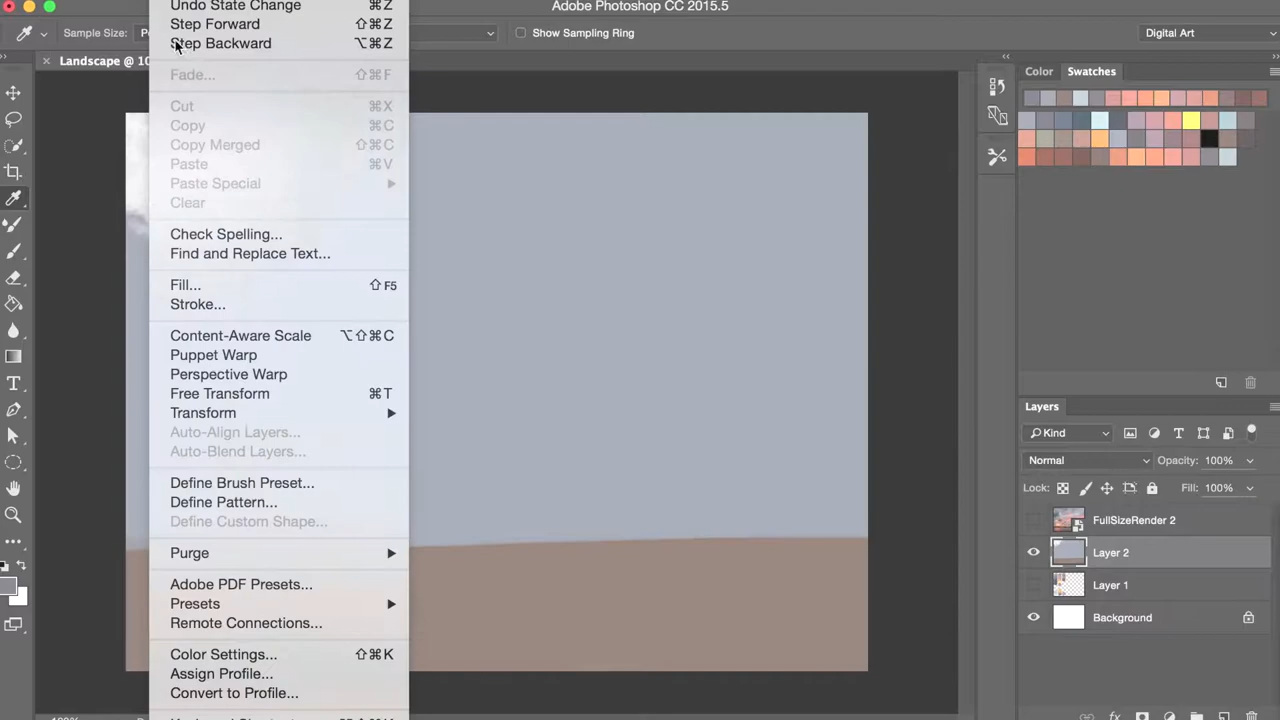 Adobe Photoshop CC 2015.5
Undo State Change ⌘Z
Step Forward ⇧⌘Z
Step Backward ⌥⌘Z
Sample Size:
Show Sampling Ring
Digital Art
Landscape @ 10
Fade... ⇧⌘F
Cut ⌘X
Copy ⌘C
Copy Merged ⇧⌘C
Paste ⌘V
Paste Special
Clear
Check Spelling...
Find and Replace Text...
Fill... ⇧F5
Stroke...
Content-Aware Scale ⌥⇧⌘C
Puppet Warp
Perspective Warp
Free Transform ⌘T
Transform
Auto-Align Layers...
Auto-Blend Layers...
Define Brush Preset...
Define Pattern...
Define Custom Shape...
Purge
Adobe PDF Presets...
Presets
Remote Connections...
Color Settings... ⇧⌘K
Assign Profile...
Convert to Profile...
Color Swatches
Layers
Kind
Normal Opacity: 100%
Lock: Fill: 100%
FullSizeRender 2
Layer 2
Layer 1
Background
fx